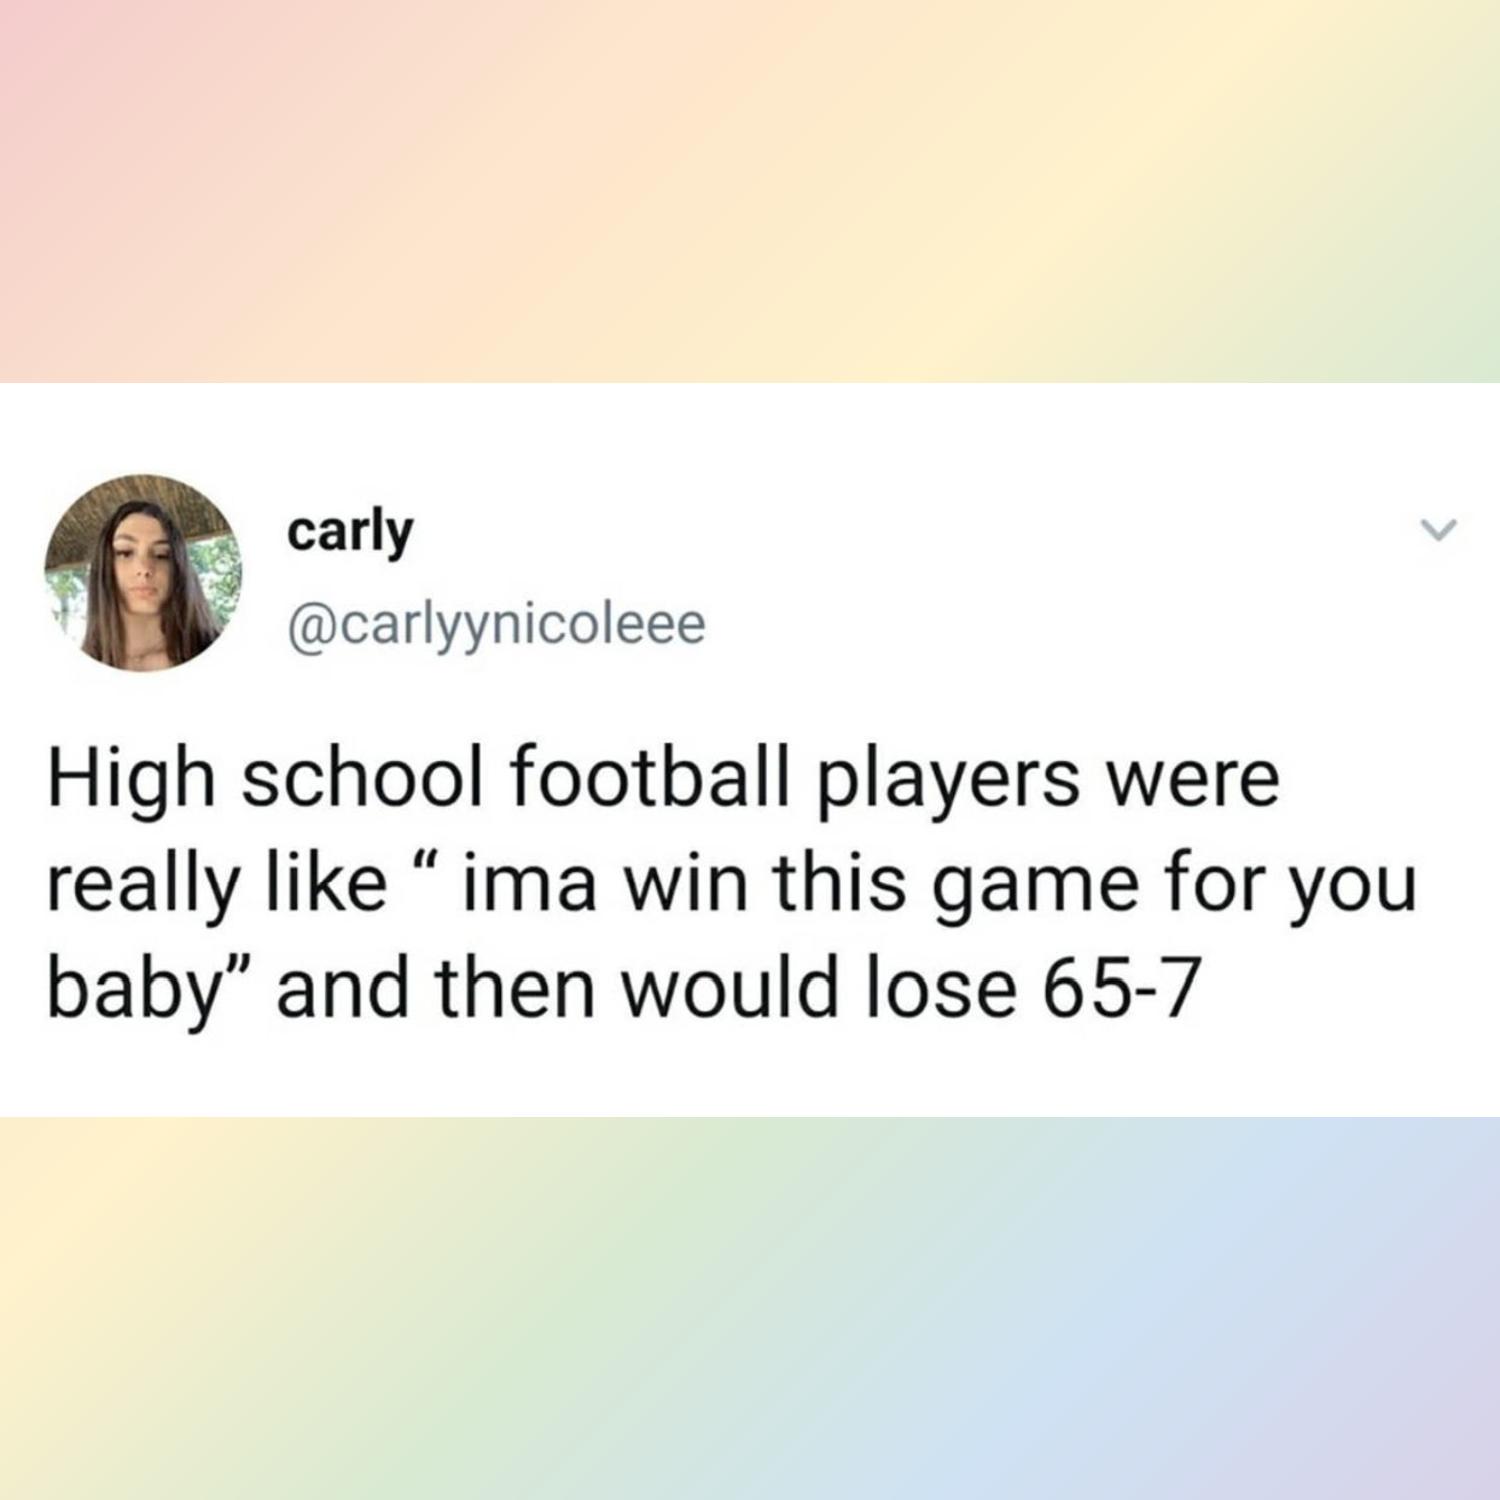 carly
@carlyynicoleee
High school football players were
really like “ ima win this game for you
baby” and then would lose 65-7